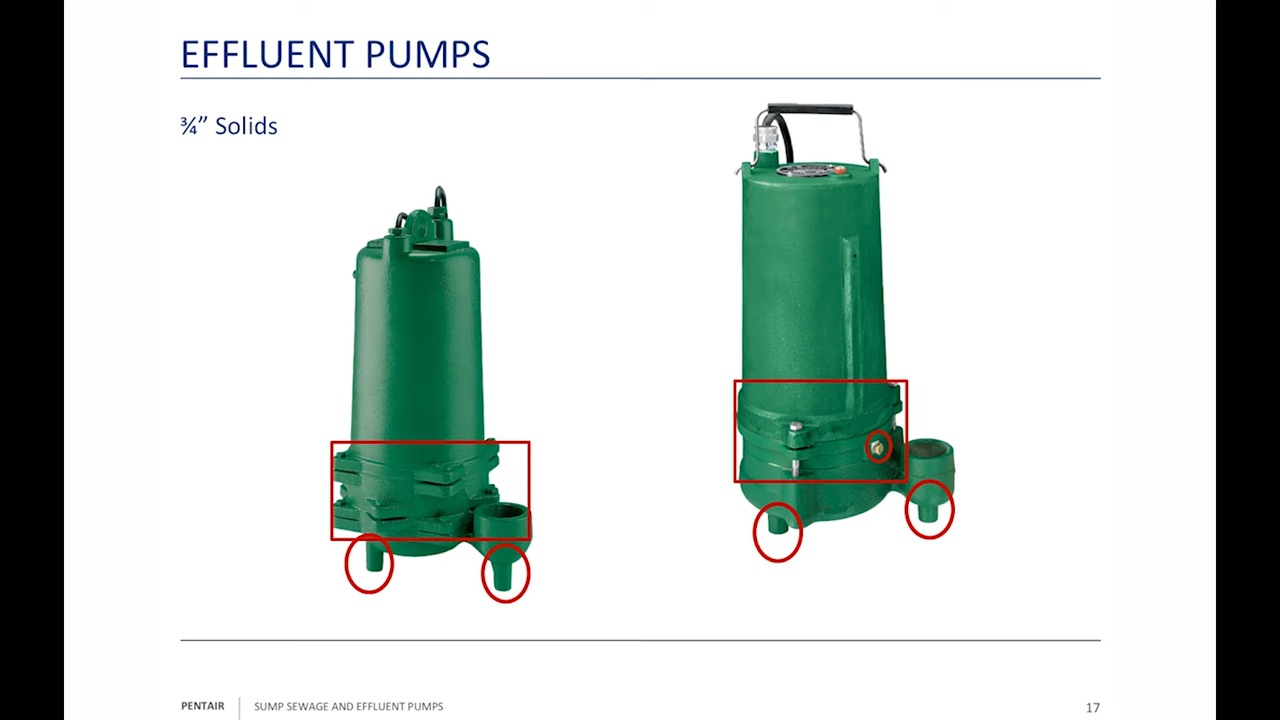 EFFLUENT PUMPS
¾” Solids
PENTAIR
SUMP SEWAGE AND EFFLUENT PUMPS
17